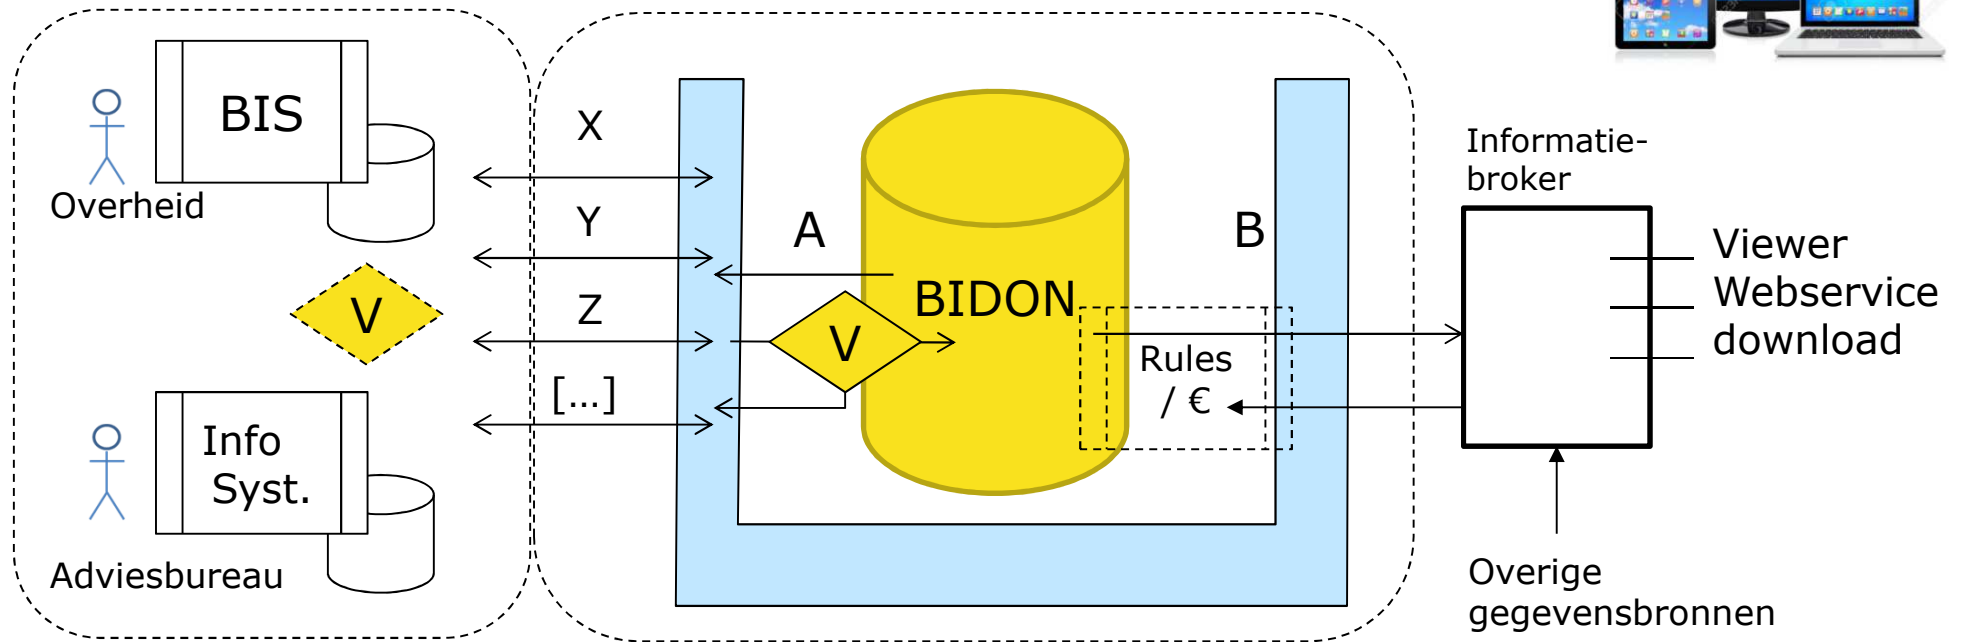 BIS
Overheid
V
Info
Syst.
Adviesbureau
X
Y
Z
[...]
A
BIDON
V
B
Rules
/ €
Informatie-
broker
Viewer
Webservice
download
Overige
gegevensbronnen